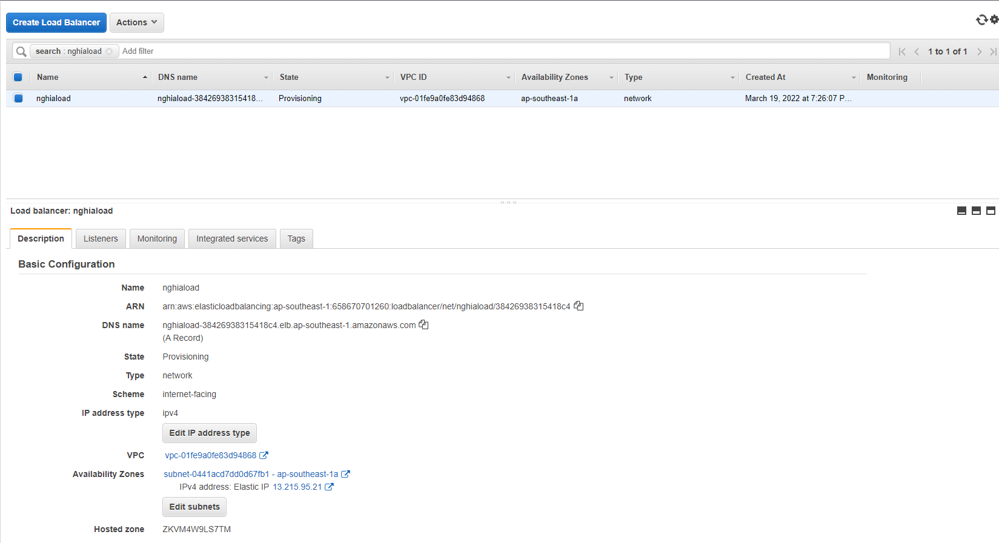 Create Load Balancer Actions
search : nghiaload Add filter 1 to 1 of 1
Name DNS name State VPC ID Availability Zones Type Created At Monitoring
nghiaload nghiaload-38426938315418... Provisioning vpc-01fe9a0fe83d94868 ap-southeast-1a network March 19, 2022 at 7:26:07 P...
Load balancer: nghiaload
Description Listeners Monitoring Integrated services Tags
Basic Configuration
Name nghiaload
ARN arn:aws:elasticloadbalancing:ap-southeast-1:658670701260:loadbalancer/net/nghiaload/38426938315418c4
DNS name nghiaload-38426938315418c4.elb.ap-southeast-1.amazonaws.com
(A Record)
State Provisioning
Type network
Scheme internet-facing
IP address type ipv4
Edit IP address type
VPC vpc-01fe9a0fe83d94868
Availability Zones subnet-0441acd7dd0d67fb1 - ap-southeast-1a
IPv4 address: Elastic IP 13.215.95.21
Edit subnets
Hosted zone ZKVM4W9LS7TM